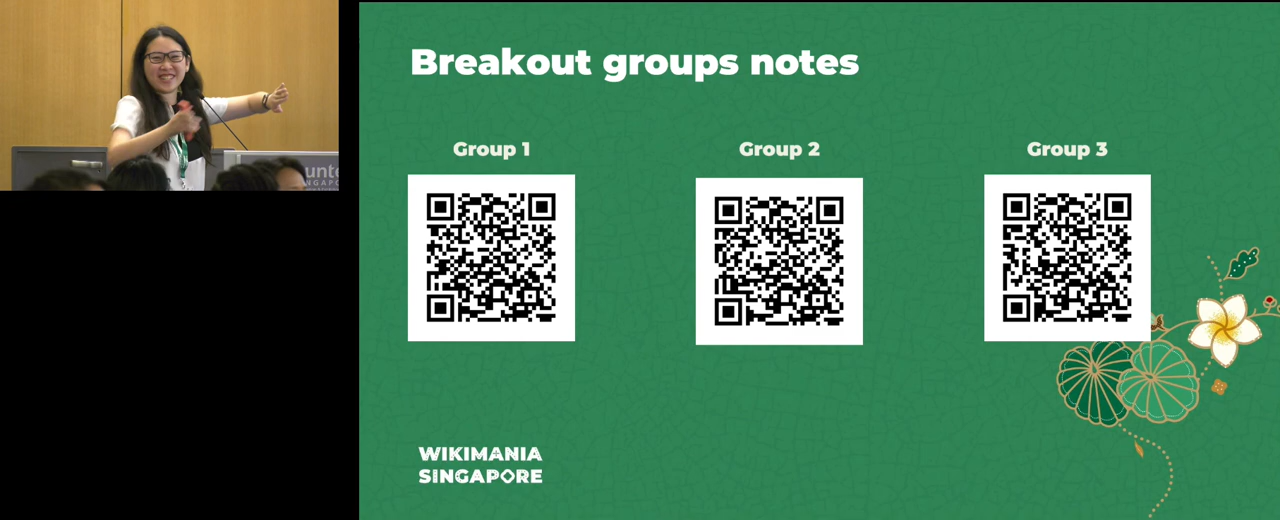 Breakout groups notes
Group 1
Group 2
Group 3
WIKIMANIA
SINGAPORE